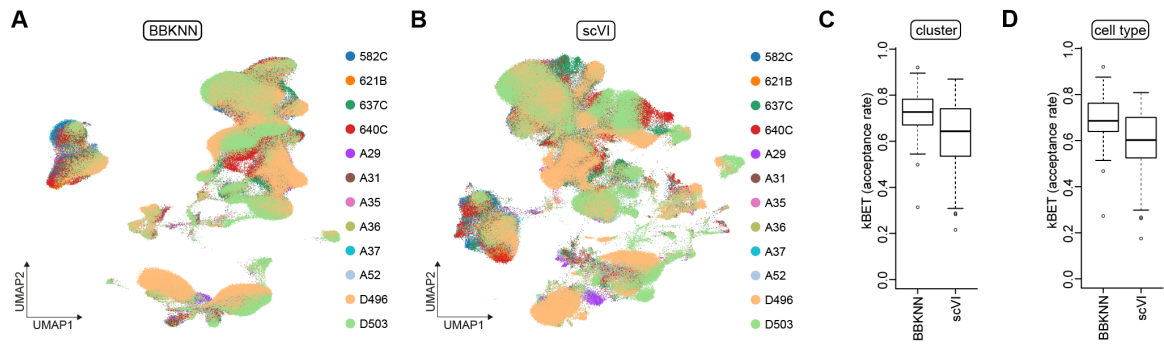 A
BBKNN
582C
621B
637C
640C
A29
A31
A35
A36
A37
A52
D496
D503
UMAP2
UMAP1
B
scVI
582C
621B
637C
640C
A29
A31
A35
A36
A37
A52
D496
D503
UMAP2
UMAP1
C
cluster
kBET (acceptance rate)
1.0
0.8
0.6
0.4
0.2
0.0
BBKNN
scVI
D
cell type
kBET (acceptance rate)
1.0
0.8
0.6
0.4
0.2
0.0
BBKNN
scVI